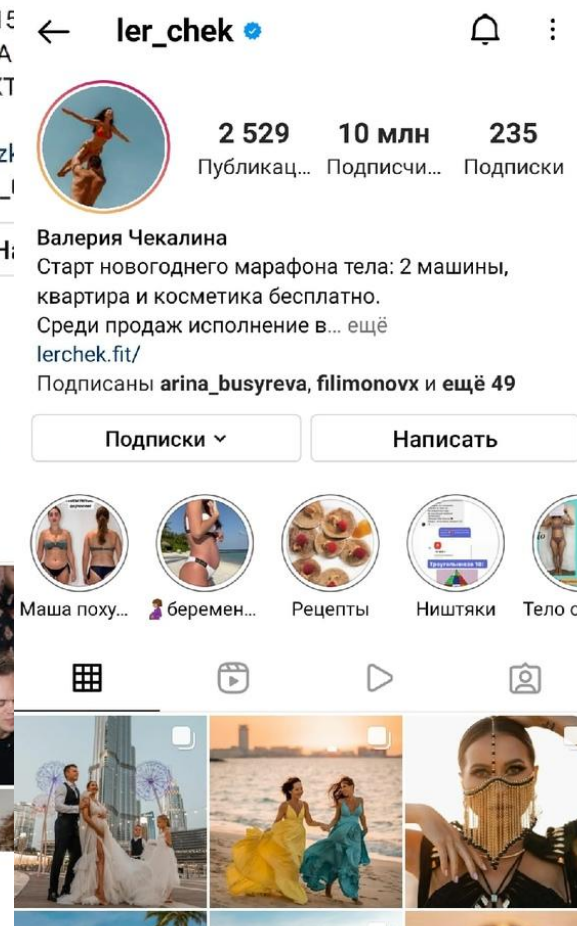 ler_chek
2 529 10 млн 235
Публикац... Подписчи... Подписки
Валерия Чекалина
Старт новогоднего марафона тела: 2 машины,
квартира и косметика бесплатно.
Среди продаж исполнение в... ещё
lerchek.fit/
Подписаны arina_busyreva, filimonovx и ещё 49
Подписки
Написать
Маша поху... 🤰беремен... Рецепты Ништяки Тело